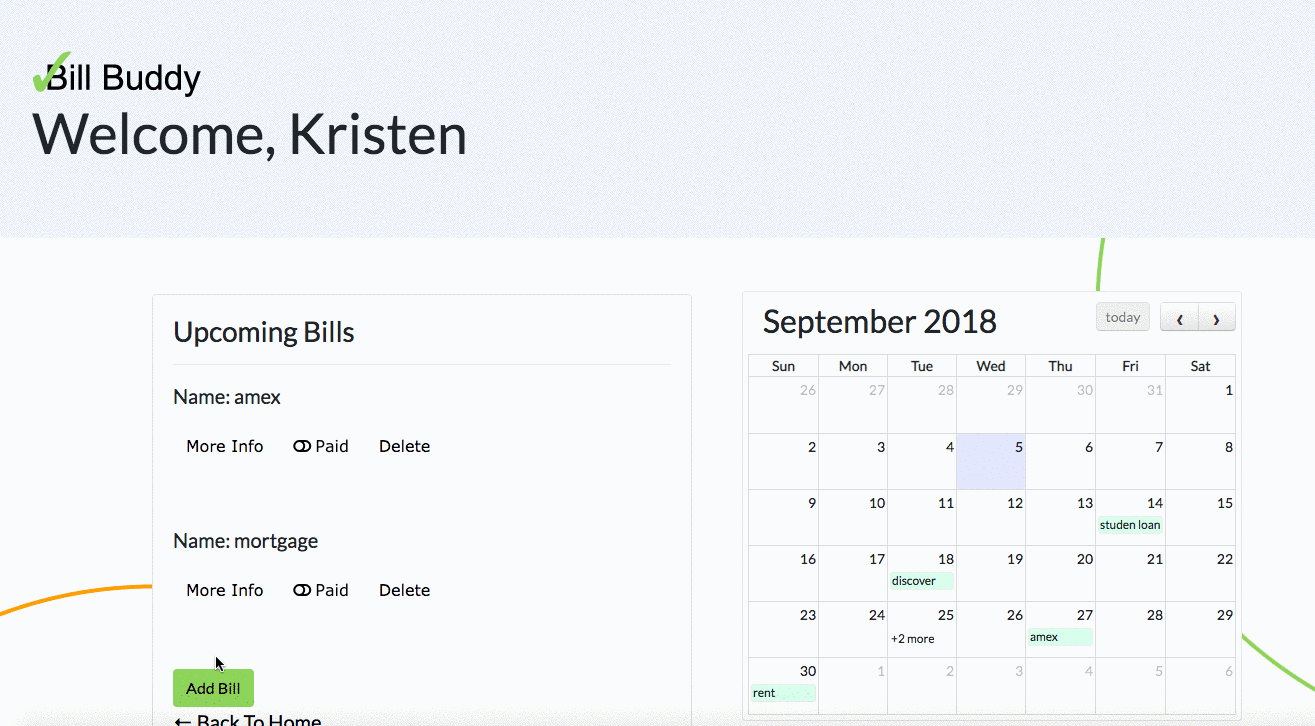 ✓Bill Buddy
Welcome, Kristen
Upcoming Bills
Name: amex
More Info Paid Delete
Name: mortgage
More Info Paid Delete
Add Bill
← Back To Home
September 2018
today ‹ ›
Sun Mon Tue Wed Thu Fri Sat
26 27 28 29 30 31 1
2 3 4 5 6 7 8
9 10 11 12 13 14 15
studen loan
16 17 18 19 20 21 22
discover
23 24 25 26 27 28 29
+2 more amex
30 1 2 3 4 5 6
rent